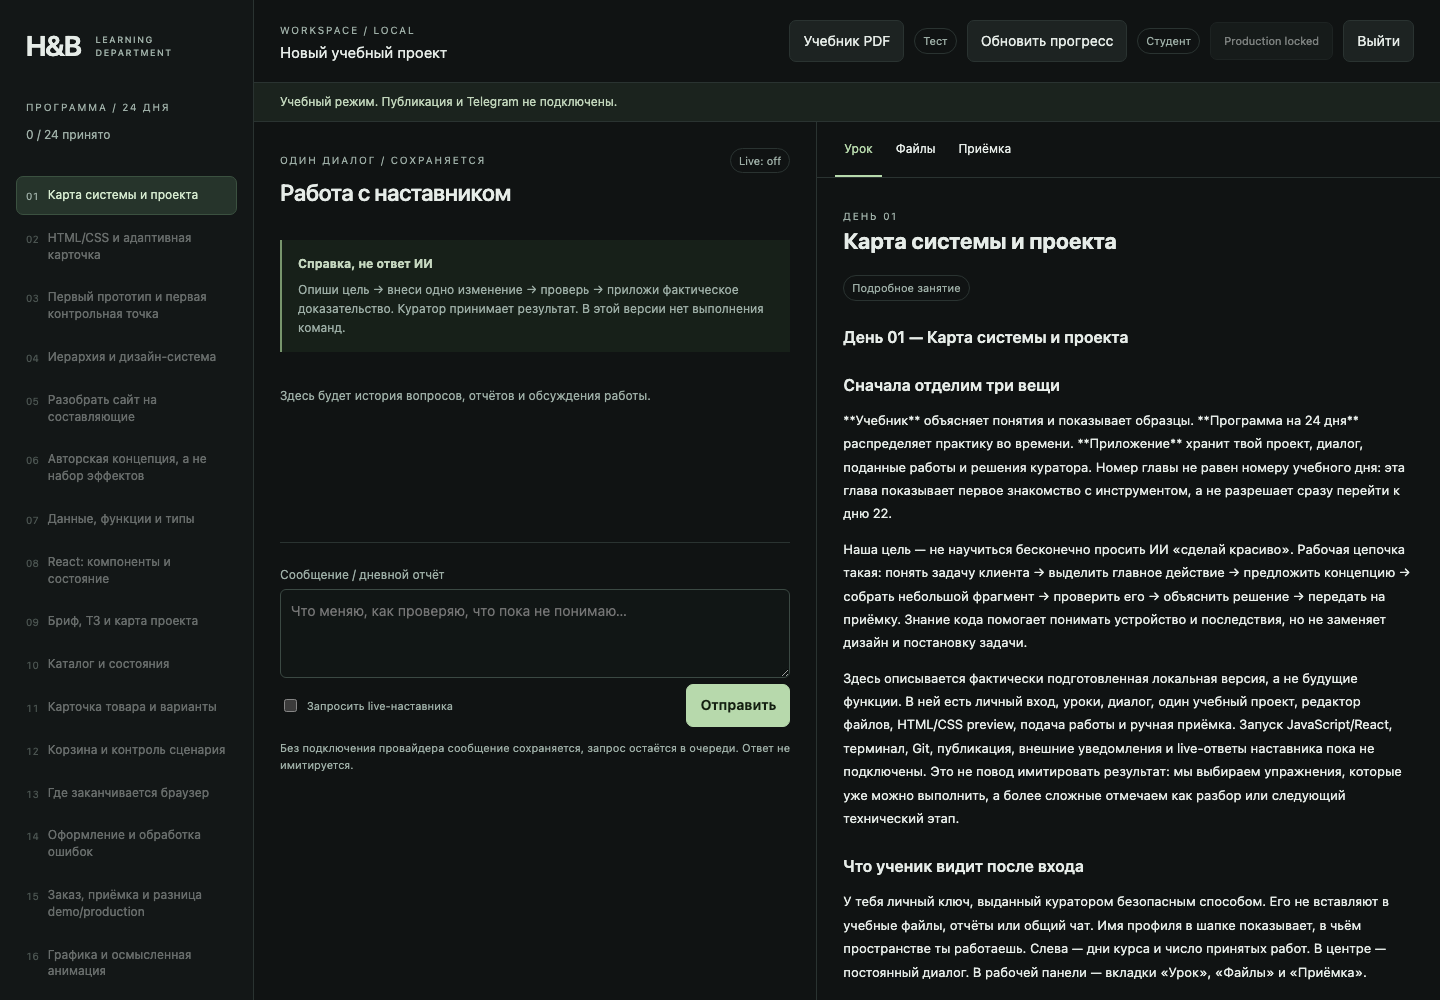 H&B
LEARNING
DEPARTMENT
ПРОГРАММА / 24 ДНЯ
0 / 24 принято
01 Карта системы и проекта
02 HTML/CSS и адаптивная
карточка
03 Первый прототип и первая
контрольная точка
04 Иерархия и дизайн-система
05 Разобрать сайт на
составляющие
06 Авторская концепция, а не
набор эффектов
07 Данные, функции и типы
08 React: компоненты и
состояние
09 Бриф, ТЗ и карта проекта
10 Каталог и состояния
11 Карточка товара и варианты
12 Корзина и контроль сценария
13 Где заканчивается браузер
14 Оформление и обработка
ошибок
15 Заказ, приёмка и разница
demo/production
16 Графика и осмысленная
анимация
WORKSPACE / LOCAL
Новый учебный проект
Учебник PDF
Тест
Обновить прогресс
Студент
Production locked
Выйти
Учебный режим. Публикация и Telegram не подключены.
ОДИН ДИАЛОГ / СОХРАНЯЕТСЯ
Live: off
Работа с наставником
Справка, не ответ ИИ
Опиши цель → внеси одно изменение → проверь → приложи фактическое
доказательство. Куратор принимает результат. В этой версии нет выполнения
команд.
Здесь будет история вопросов, отчётов и обсуждения работы.
Сообщение / дневной отчёт
Что меняю, как проверяю, что пока не понимаю...
Запросить live-наставника
Отправить
Без подключения провайдера сообщение сохраняется, запрос остаётся в очереди. Ответ не
имитируется.
Урок
Файлы
Приёмка
ДЕНЬ 01
Карта системы и проекта
Подробное занятие
День 01 — Карта системы и проекта
Сначала отделим три вещи
**Учебник** объясняет понятия и показывает образцы. **Программа на 24 дня**
распределяет практику во времени. **Приложение** хранит твой проект, диалог,
поданные работы и решения куратора. Номер главы не равен номеру учебного дня: эта
глава показывает первое знакомство с инструментом, а не разрешает сразу перейти к
дню 22.
Наша цель — не научиться бесконечно просить ИИ «сделай красиво». Рабочая цепочка
такая: понять задачу клиента → выделить главное действие → предложить концепцию →
собрать небольшой фрагмент → проверить его → объяснить решение → передать на
приёмку. Знание кода помогает понимать устройство и последствия, но не заменяет
дизайн и постановку задачи.
Здесь описывается фактически подготовленная локальная версия, а не будущие
функции. В ней есть личный вход, уроки, диалог, один учебный проект, редактор
файлов, HTML/CSS preview, подача работы и ручная приёмка. Запуск JavaScript/React,
терминал, Git, публикация, внешние уведомления и live-ответы наставника пока не
подключены. Это не повод имитировать результат: мы выбираем упражнения, которые
уже можно выполнить, а более сложные отмечаем как разбор или следующий
технический этап.
Что ученик видит после входа
У тебя личный ключ, выданный куратором безопасным способом. Его не вставляют в
учебные файлы, отчёты или общий чат. Имя профиля в шапке показывает, в чьём
пространстве ты работаешь. Слева — дни курса и число принятых работ. В центре —
постоянный диалог. В рабочей панели — вкладки «Урок», «Файлы» и «Приёмка».